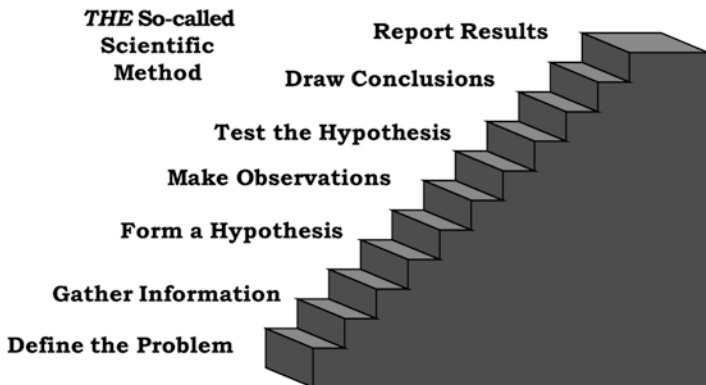 THE So-called
Scientific
Method
Report Results
Draw Conclusions
Test the Hypothesis
Make Observations
Form a Hypothesis
Gather Information
Define the Problem